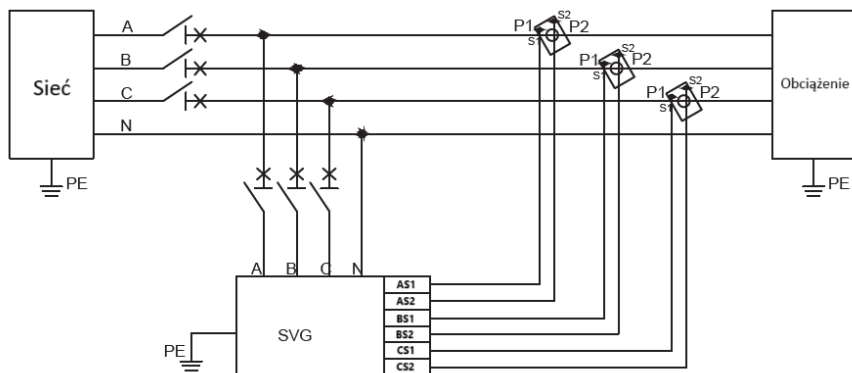 A
S2
P1
P2
S1
B
S2
P1
P2
S1
Sieć
C
S2
P1
P2
S1
Obciążenie
N
PE
PE
A
B
C
N
AS1
AS2
BS1
SVG
BS2
PE
CS1
CS2